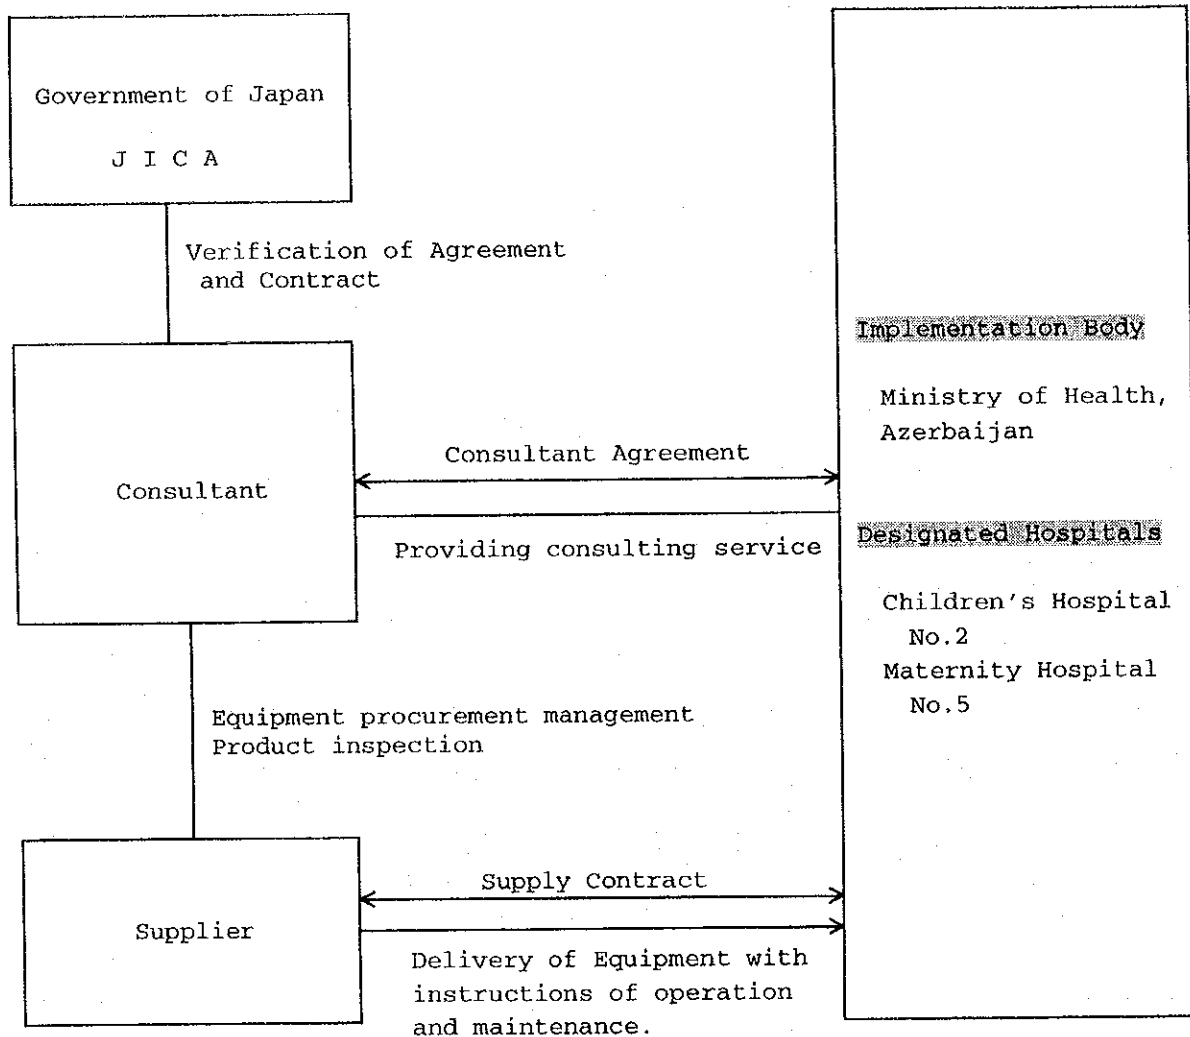 Government of Japan
J I C A
Verification of Agreement
and Contract
Implementation Body
Ministry of Health,
Azerbaijan
Consultant Agreement
Consultant
Providing consulting service
Designated Hospitals
Children's Hospital
No.2
Maternity Hospital
No.5
Equipment procurement management
Product inspection
Supply Contract
Supplier
Delivery of Equipment with
instructions of operation
and maintenance.